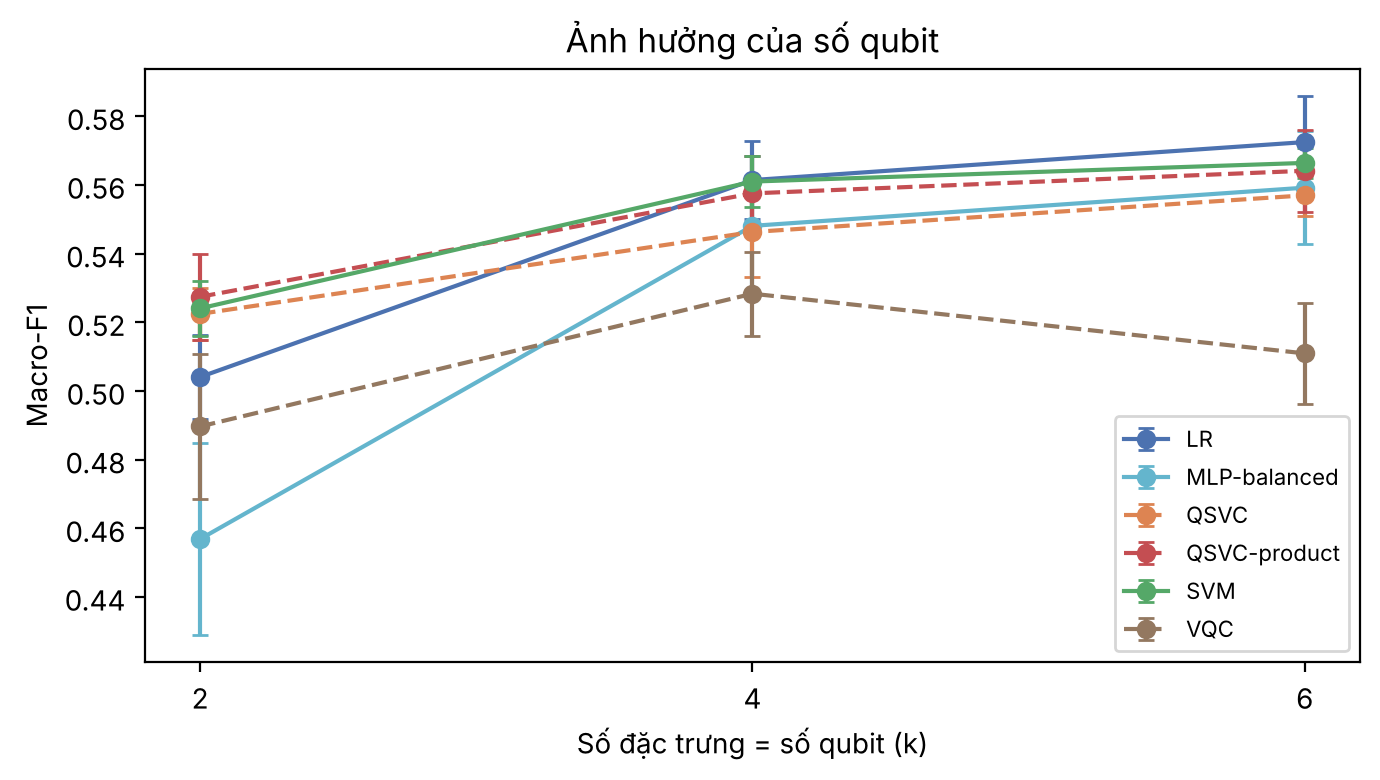 Ảnh hưởng của số qubit
Macro-F1
0.58
0.56
0.54
0.52
0.50
0.48
0.46
0.44
2
4
6
Số đặc trưng = số qubit (k)
LR
MLP-balanced
QSVC
QSVC-product
SVM
VQC